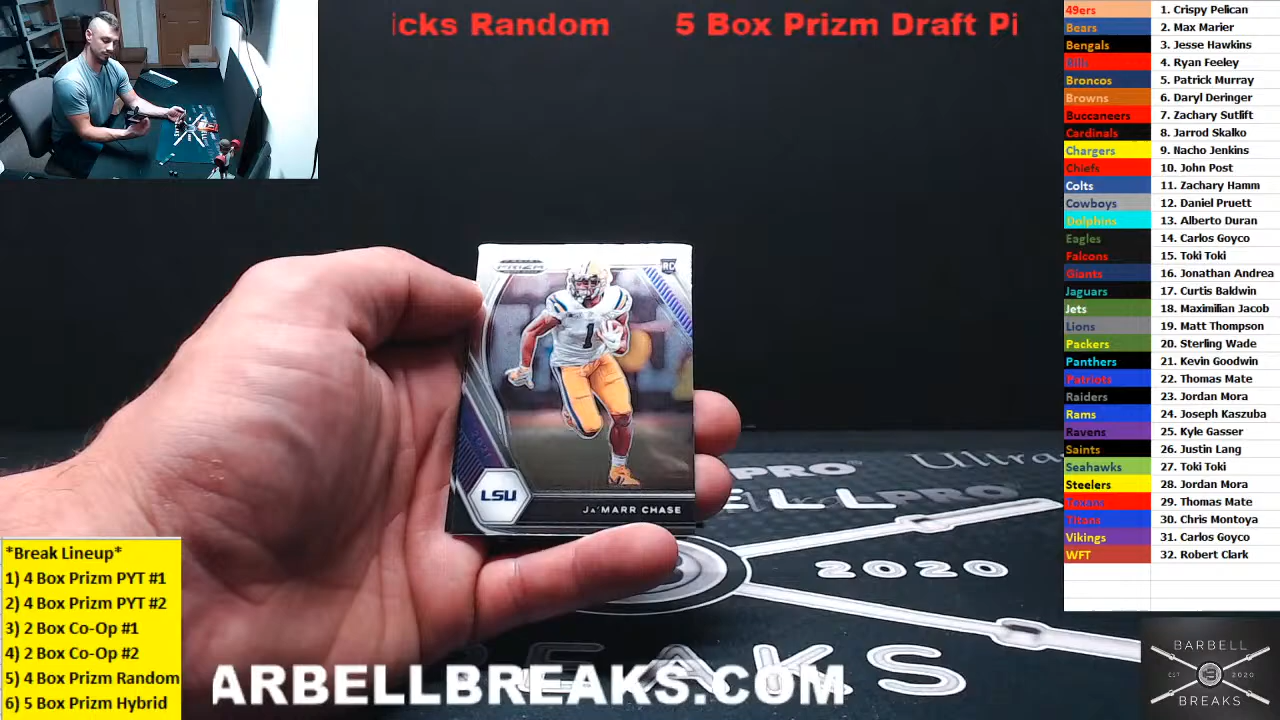 icks Random 5 Box Prizm Draft Pi
49ers 1. Crispy Pelican
Bears 2. Max Marier
Bengals 3. Jesse Hawkins
Bills 4. Ryan Feeley
Broncos 5. Patrick Murray
Browns 6. Daryl Deringer
Buccaneers 7. Zachary Sutlift
Cardinals 8. Jarrod Skalko
Chargers 9. Nacho Jenkins
Chiefs 10. John Post
Colts 11. Zachary Hamm
Cowboys 12. Daniel Pruett
Dolphins 13. Alberto Duran
Eagles 14. Carlos Goyco
Falcons 15. Toki Toki
Giants 16. Jonathan Andrea
Jaguars 17. Curtis Baldwin
Jets 18. Maximilian Jacob
Lions 19. Matt Thompson
Packers 20. Sterling Wade
Panthers 21. Kevin Goodwin
Patriots 22. Thomas Mate
Raiders 23. Jordan Mora
Rams 24. Joseph Kaszuba
Ravens 25. Kyle Gasser
Saints 26. Justin Lang
Seahawks 27. Toki Toki
Steelers 28. Jordan Mora
Texans 29. Thomas Mate
Titans 30. Chris Montoya
Vikings 31. Carlos Goyco
WFT 32. Robert Clark
PRIZM
RC
LSU
JA'MARR CHASE
PRO
Ultra
ELL PRO
2020
EAKS
*Break Lineup*
1) 4 Box Prizm PYT #1
2) 4 Box Prizm PYT #2
3) 2 Box Co-Op #1
4) 2 Box Co-Op #2
5) 4 Box Prizm Random
6) 5 Box Prizm Hybrid
ARBELLBREAKS.COM
BARBELL
EST B 2020
BREAKS